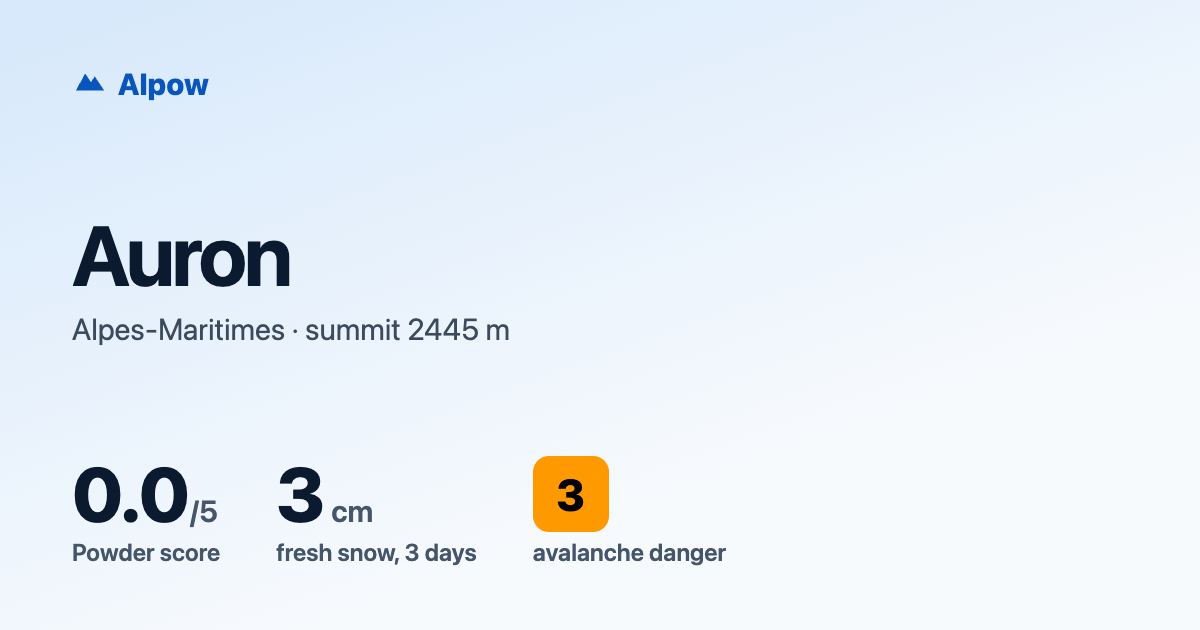 Alpow
Auron
Alpes-Maritimes · summit 2445 m
0.0/5
Powder score
3 cm
fresh snow, 3 days
3
avalanche danger